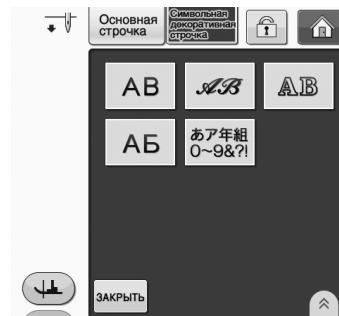 Основная
строчка
Символьная
декоративная
строчка
AB
AB
AB
АБ
あア年組
0~9&?!
ЗАКРЫТЬ